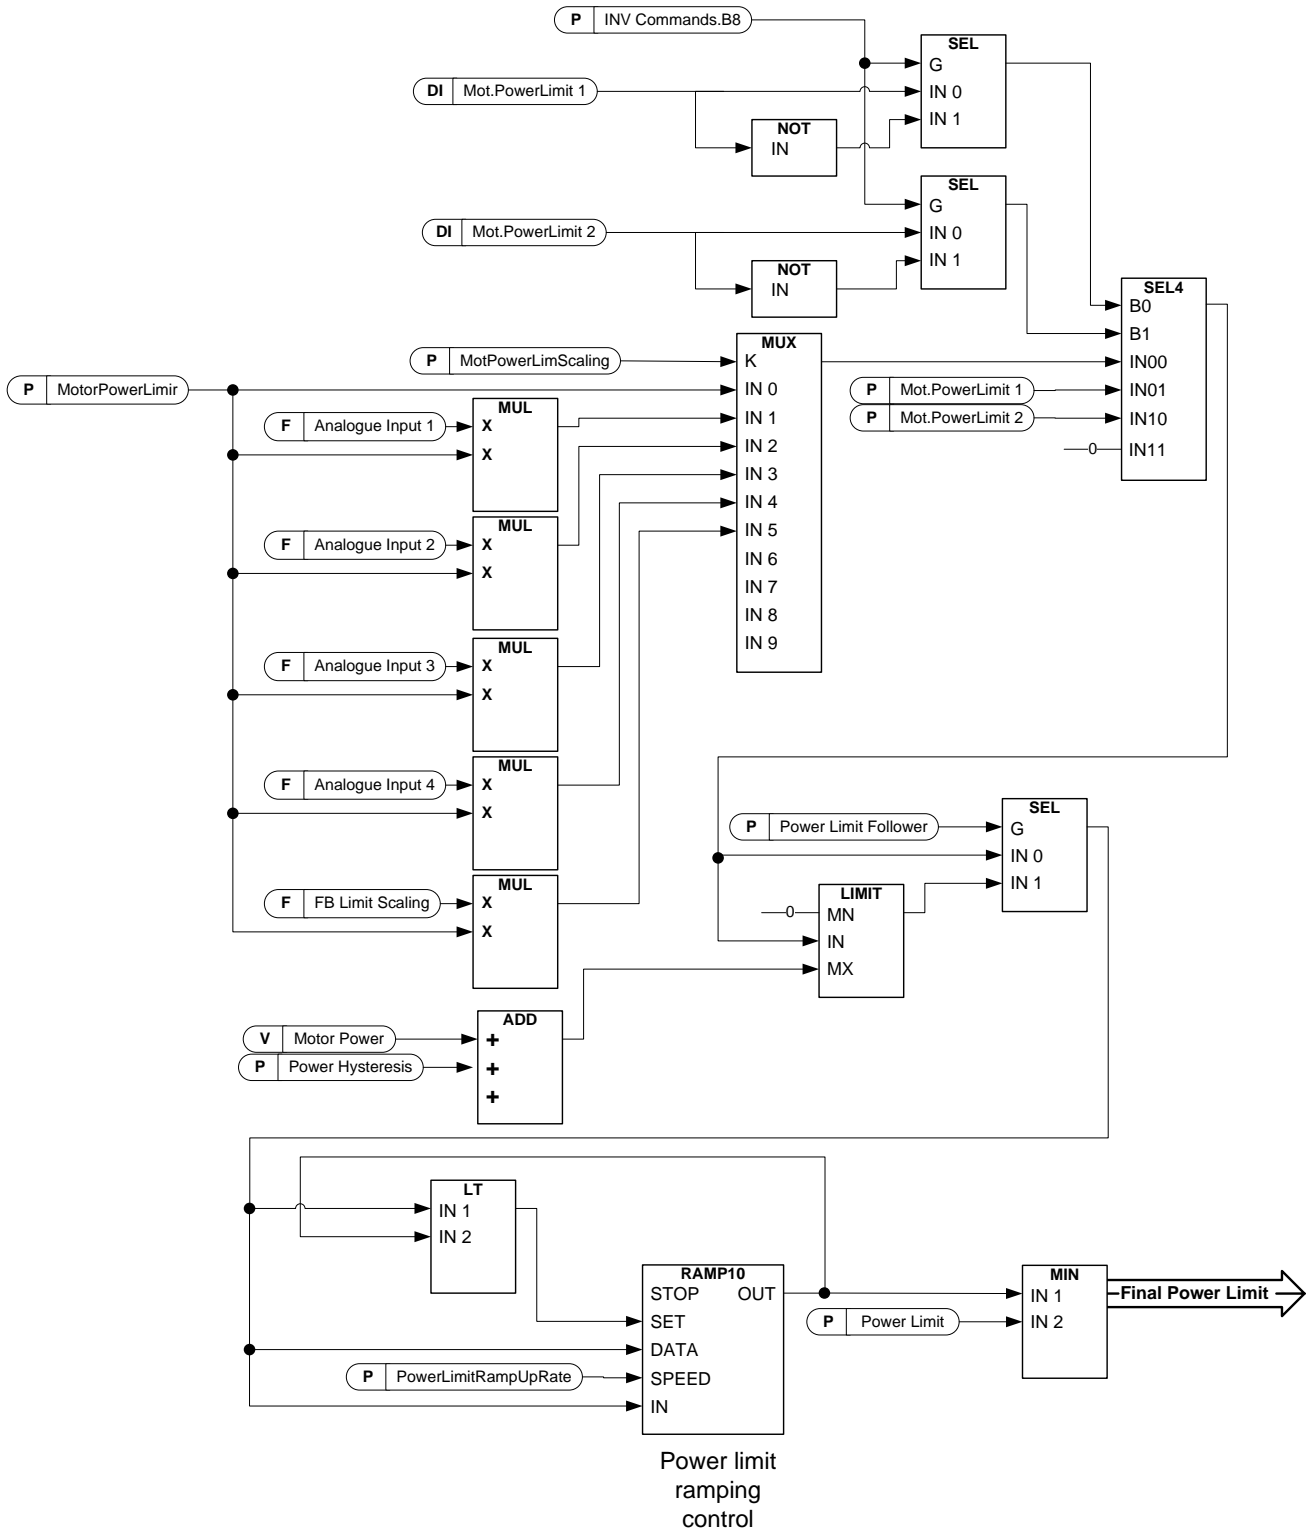 P INV Commands.B8
SEL
G
IN 0
IN 1
DI Mot.PowerLimit 1
NOT
IN
SEL
G
IN 0
IN 1
DI Mot.PowerLimit 2
NOT
IN
SEL4
B0
B1
IN00
IN01
IN10
IN11
P Mot.PowerLimit 1
P Mot.PowerLimit 2
0
MUX
K
IN 0
IN 1
IN 2
IN 3
IN 4
IN 5
IN 6
IN 7
IN 8
IN 9
P MotPowerLimScaling
P MotorPowerLimir
F Analogue Input 1
MUL
X
X
F Analogue Input 2
MUL
X
X
F Analogue Input 3
MUL
X
X
F Analogue Input 4
MUL
X
X
F FB Limit Scaling
MUL
X
X
P Power Limit Follower
SEL
G
IN 0
IN 1
LIMIT
0
MN
IN
MX
V Motor Power
P Power Hysteresis
ADD
+
+
+
LT
IN 1
IN 2
RAMP10
STOP OUT
SET
DATA
SPEED
IN
P PowerLimitRampUpRate
P Power Limit
MIN
IN 1
IN 2
Final Power Limit
Power limit
ramping
control